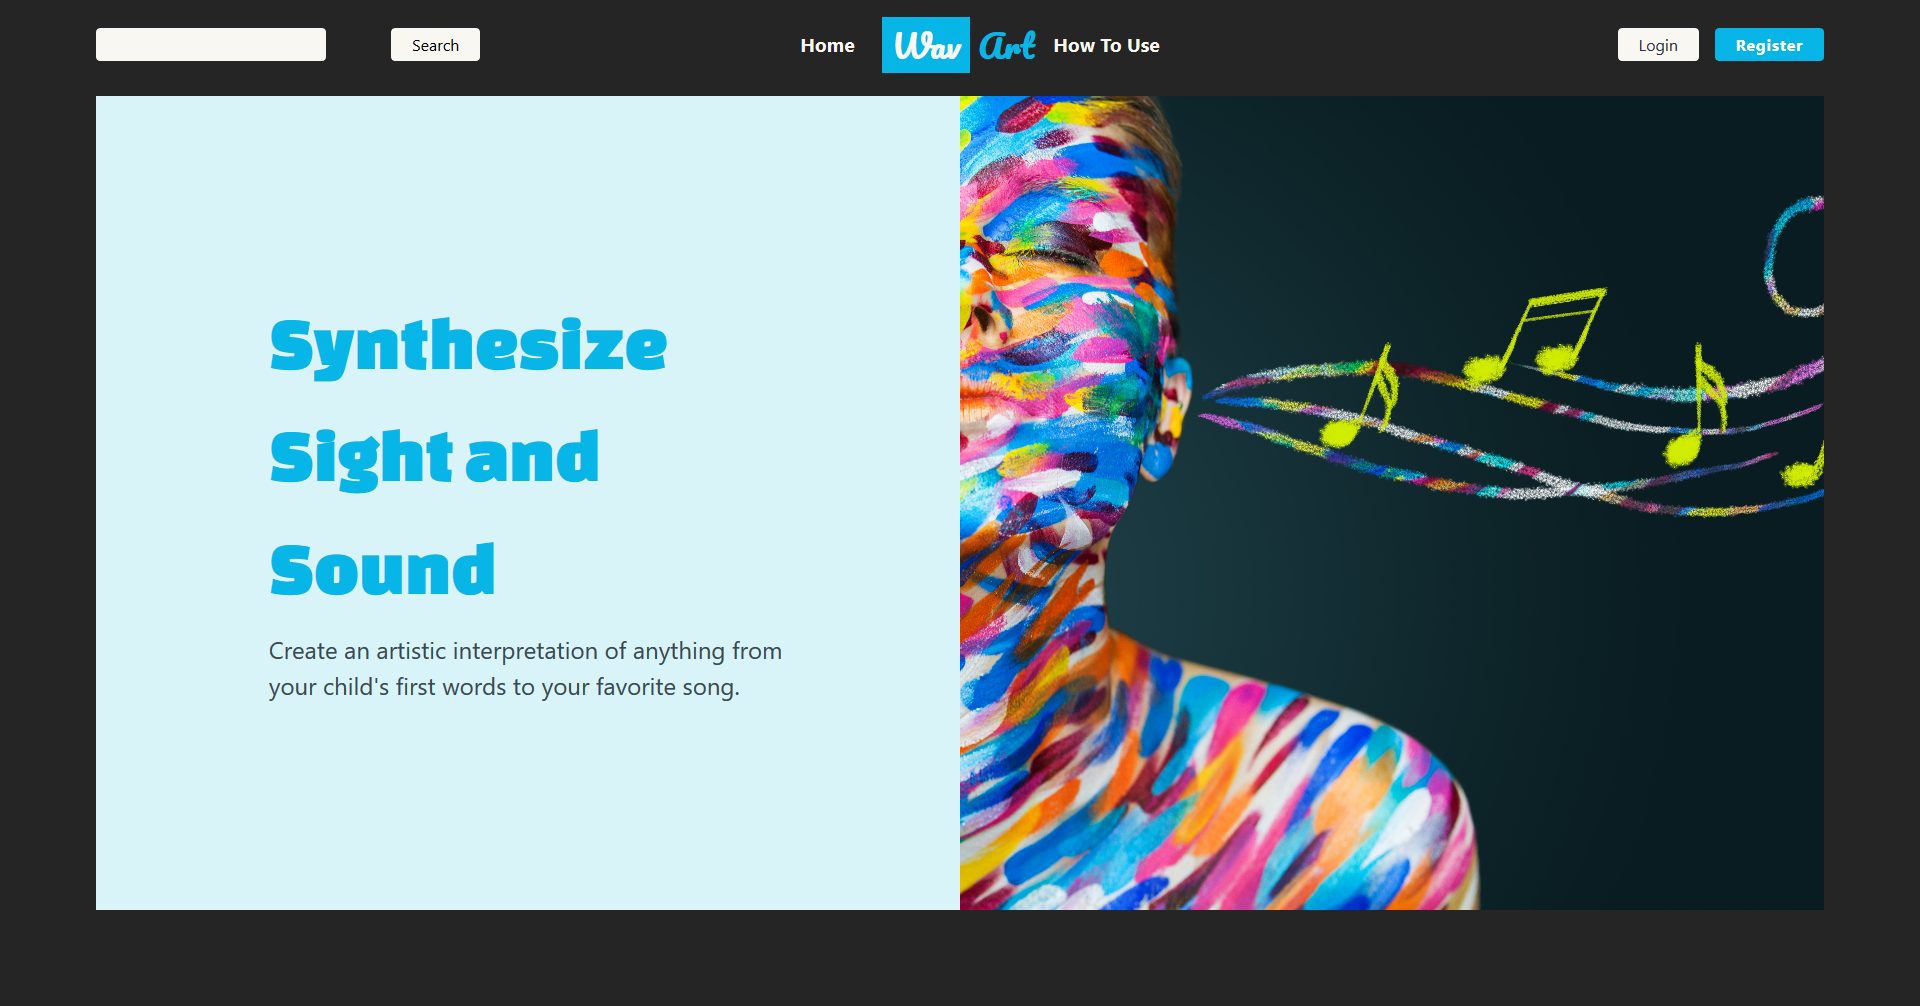 Search
Home
Wav Art
How To Use
Login
Register
Synthesize
Sight and
Sound
Create an artistic interpretation of anything from
your child's first words to your favorite song.